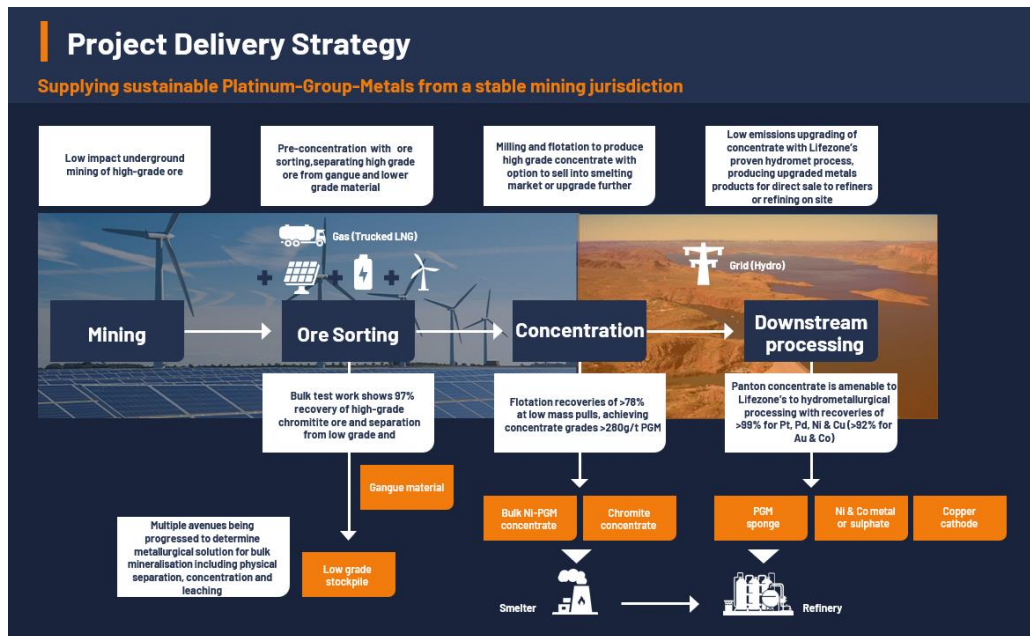 Project Delivery Strategy
Supplying sustainable Platinum-Group-Metals from a stable mining jurisdiction
Low impact underground
mining of high-grade ore
Pre-concentration with ore
sorting,separating high grade
ore from gangue and lower
grade material
Milling and flotation to produce
high grade concentrate with
option to sell into smelting
market or upgrade further
Low emissions upgrading of
concentrate with Lifezone's
proven hydromet process,
producing upgraded metals
products for direct sale to refiners
or refining on site
Gas (Trucked LNG)
Grid (Hydro)
Mining
Ore Sorting
Concentration
Downstream
processing
Bulk test work shows 97%
recovery of high-grade
chromitite ore and separation
from low grade and
Flotation recoveries of >78%
at low mass pulls, achieving
concentrate grades >280g/t PGM
Panton concentrate is amenable to
Lifezone's to hydrometallurgical
processing with recoveries of
>99% for Pt, Pd, Ni & Cu (>92% for
Au & Co)
Gangue material
Multiple avenues being
progressed to determine
metallurgical solution for bulk
mineralisation including physical
separation, concentration and
leaching
Low grade
stockpile
Bulk Ni-PGM
concentrate
Chromite
concentrate
PGM
sponge
Ni & Co metal
or sulphate
Copper
cathode
Smelter
Refinery